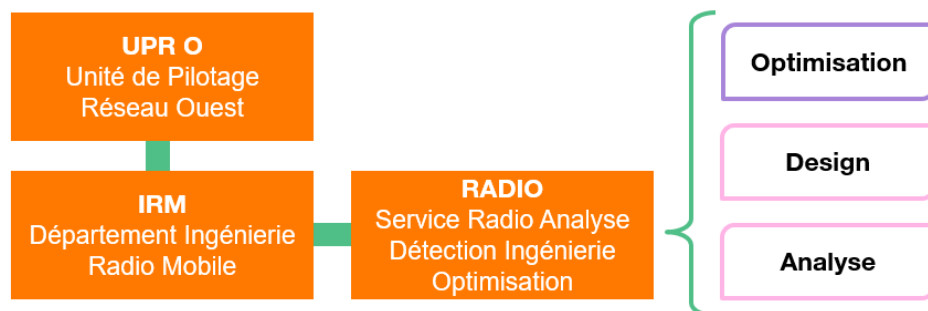 UPR O
Unité de Pilotage
Réseau Ouest
IRM
Département Ingénierie
Radio Mobile
RADIO
Service Radio Analyse
Détection Ingénierie
Optimisation
Optimisation
Design
Analyse